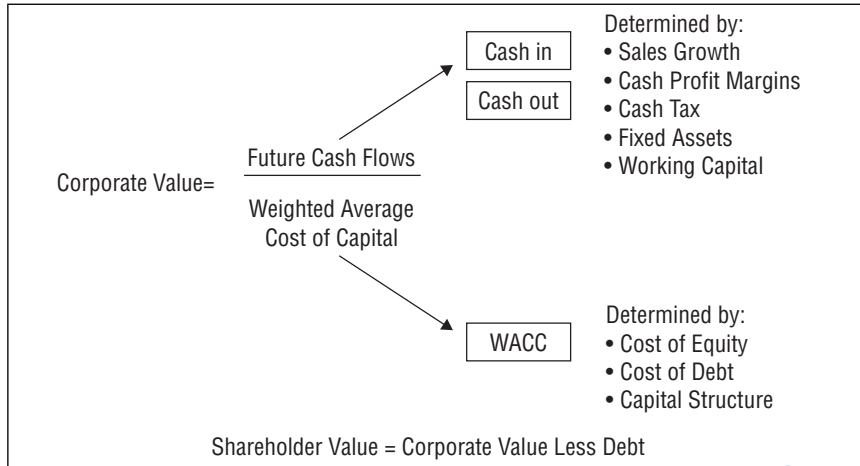 Cash in
Cash out
Determined by:
• Sales Growth
• Cash Profit Margins
• Cash Tax
• Fixed Assets
• Working Capital
Corporate Value=
Future Cash Flows
Weighted Average
Cost of Capital
WACC
Determined by:
• Cost of Equity
• Cost of Debt
• Capital Structure
Shareholder Value = Corporate Value Less Debt